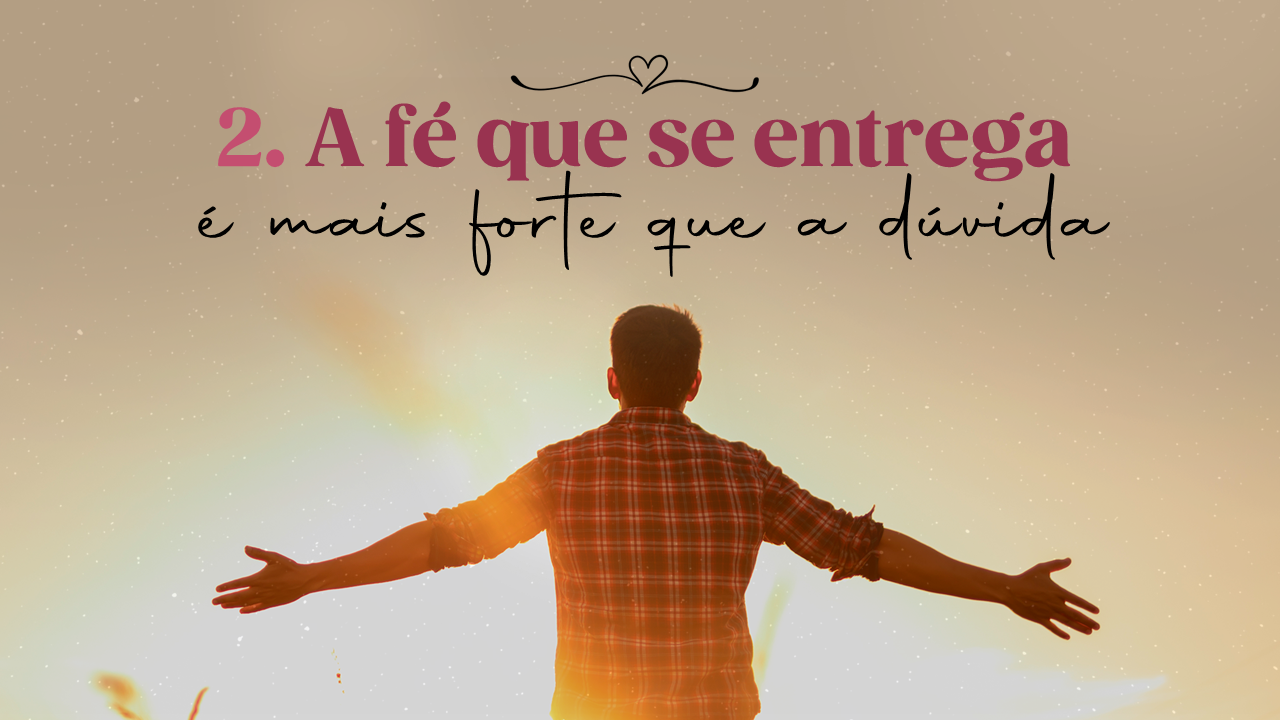 2. A fé que se entrega
é mais forte que a dúvida